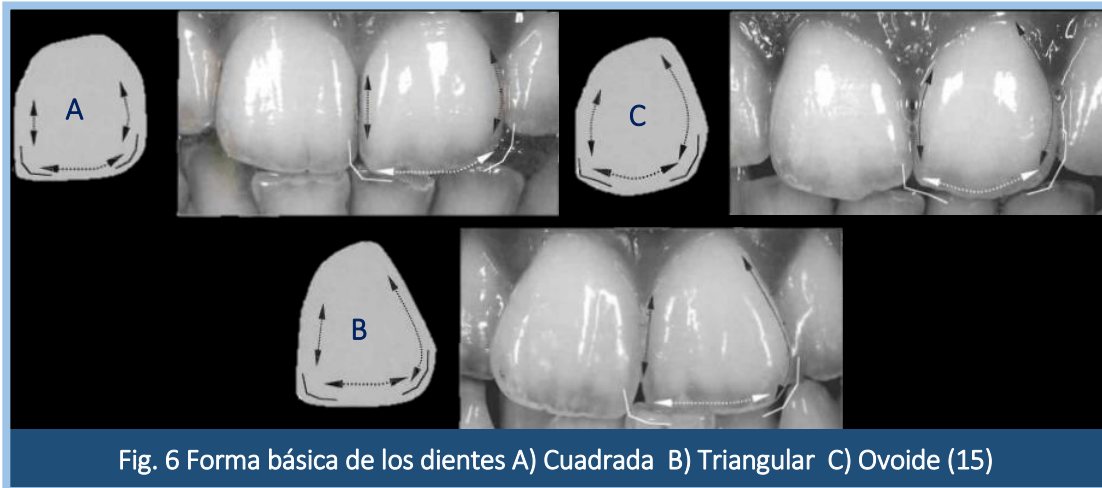 A
C
B
Fig. 6 Forma básica de los dientes A) Cuadrada B) Triangular C) Ovoide (15)